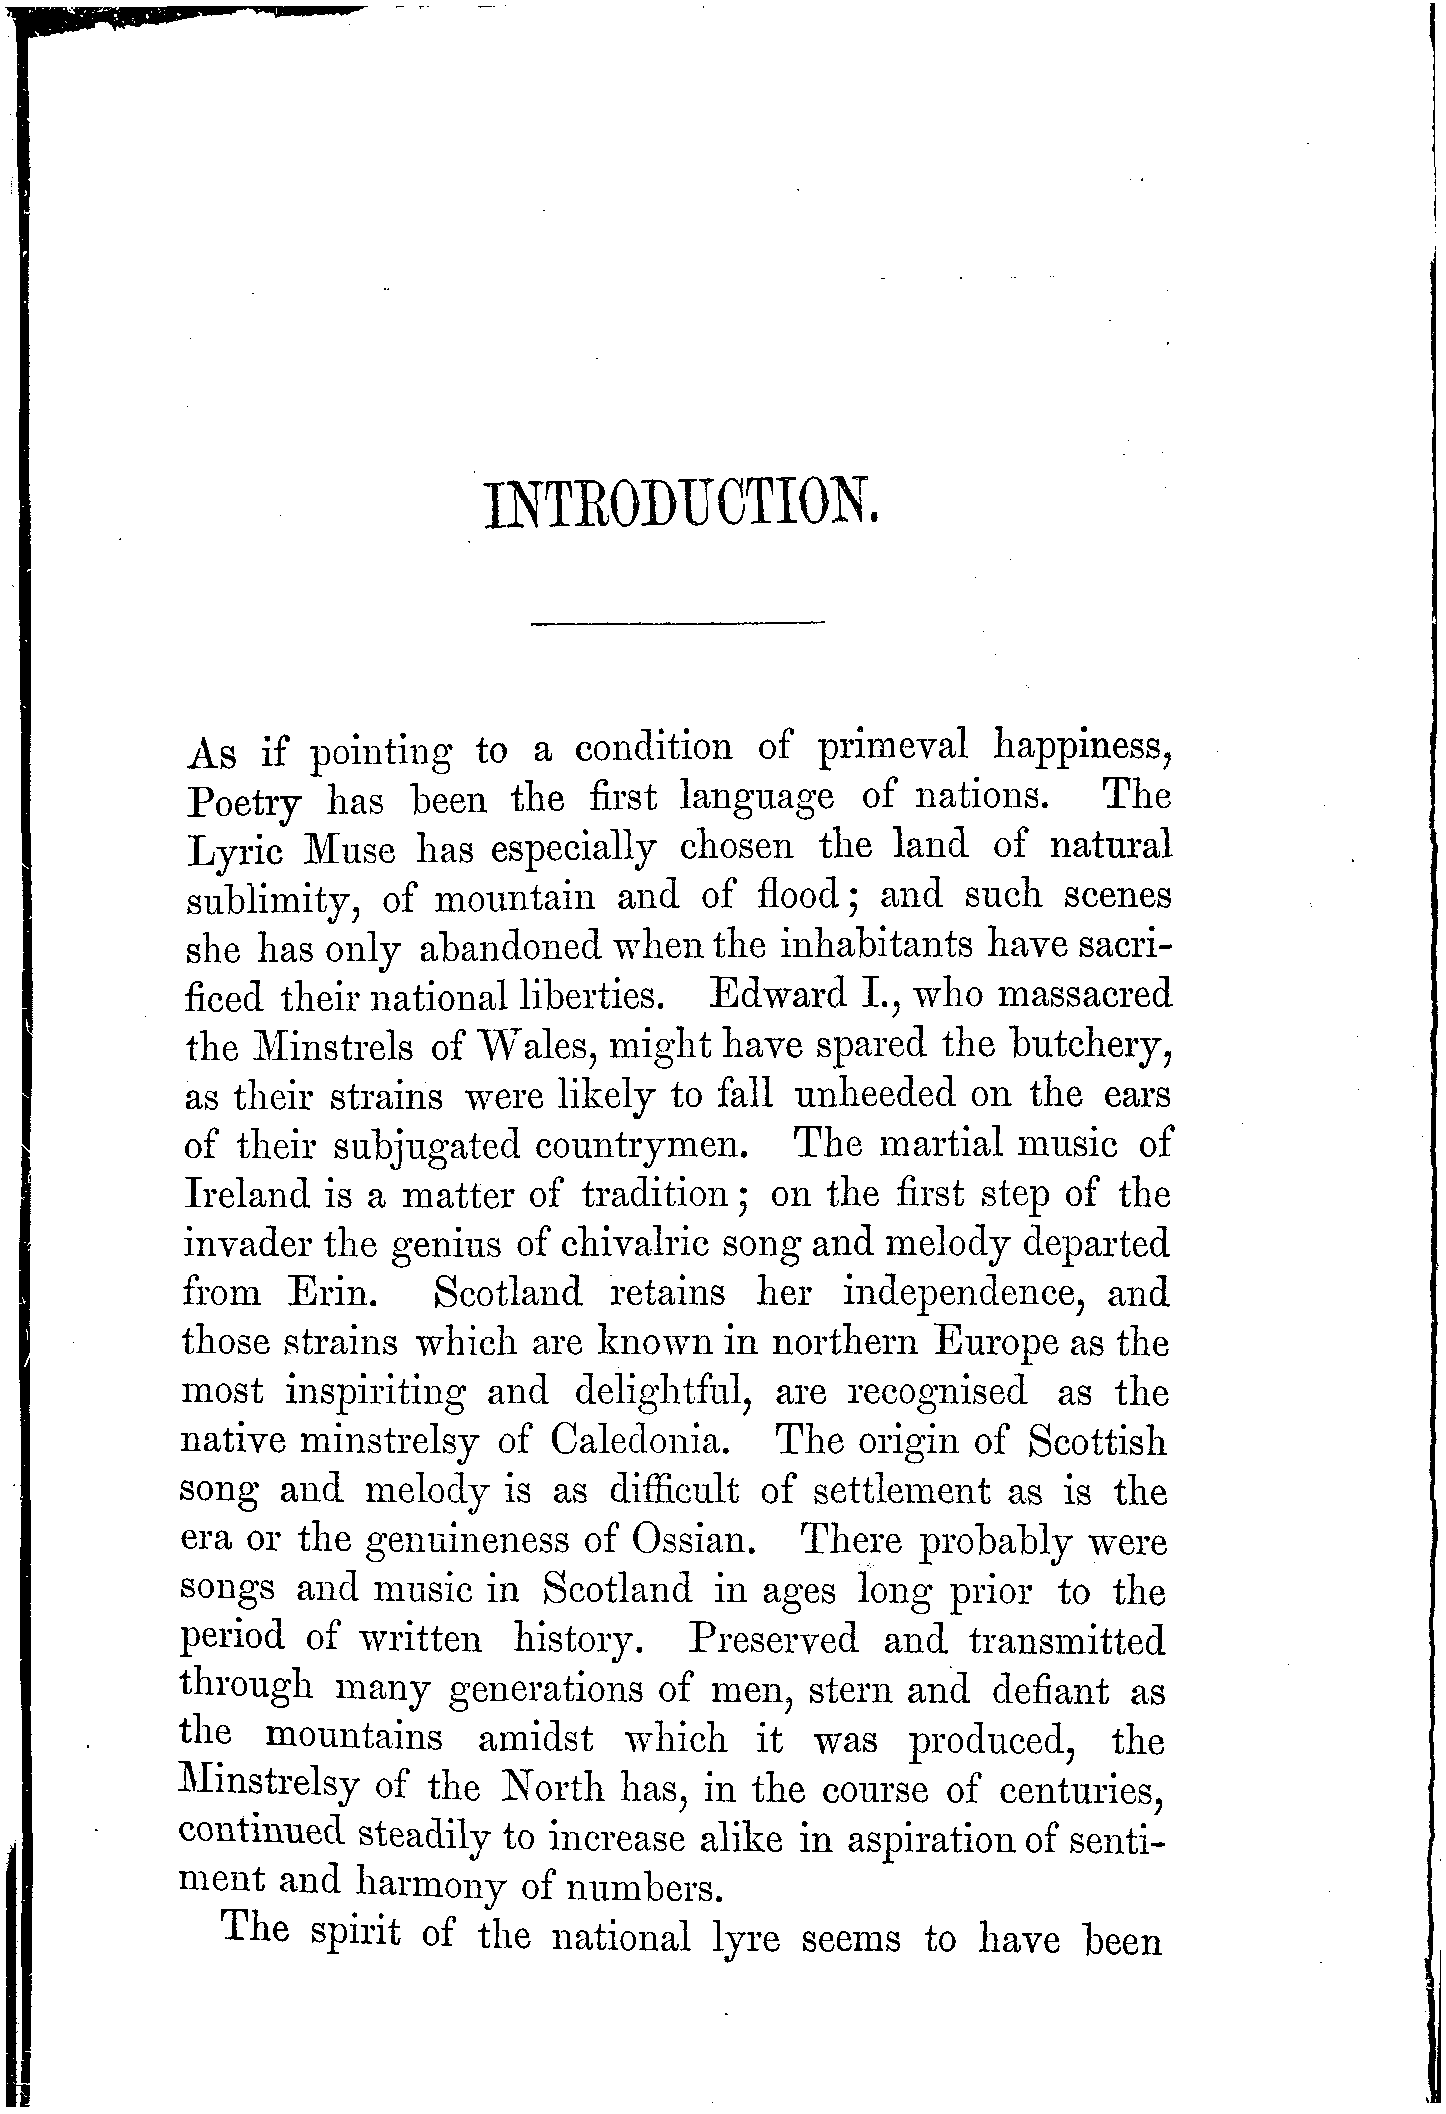 INTRODUCTION.
As if pointing to a condition of primeval happiness,
Poetry has been the first language of nations. The
Lyric Muse has especially chosen the land of natural
sublimity, of mountain and of flood; and such scenes
she has only abandoned when the inhabitants have sacri-
ficed their national liberties. Edward I., who massacred
the Minstrels of Wales, might have spared the butchery,
as their strains were likely to fall unheeded on the ears
of their subjugated countrymen. The martial music of
Ireland is a matter of tradition; on the first step of the
invader the genius of chivalric song and melody departed
from Erin. Scotland retains her independence, and
those strains which are known in northern Europe as the
most inspiriting and delightful, are recognised as the
native minstrelsy of Caledonia. The origin of Scottish
song and melody is as difficult of settlement as is the
era or the genuineness of Ossian. There probably were
songs and music in Scotland in ages long prior to the
period of written history. Preserved and transmitted
through many generations of men, stern and defiant as
the mountains amidst which it was produced, the
Minstrelsy of the North has, in the course of centuries,
continued steadily to increase alike in aspiration of senti-
ment and harmony of numbers.
The spirit of the national lyre seems to have been